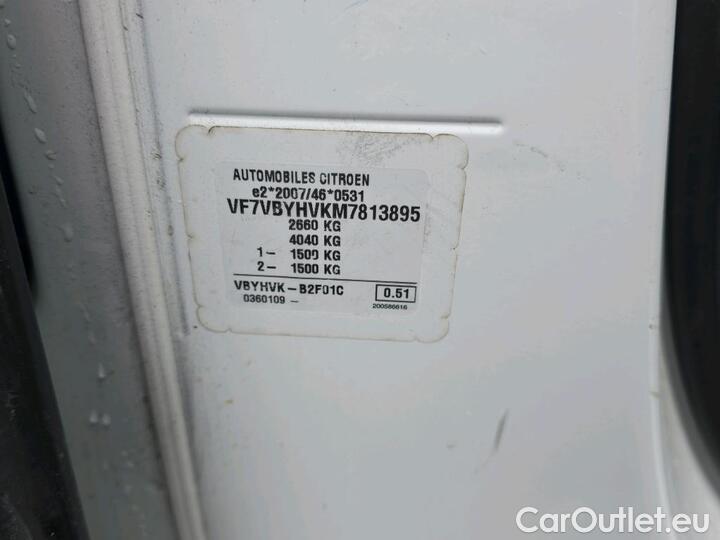 AUTOMOBILES CITROEN
e2*2007/46*0531
VF7VBYHVKM7813895
2660 KG
4040 KG
1- 1500 KG
2- 1500 KG
VBYHVK-B2F01C 0.51
0360109 - 200586616
CarOutlet.eu